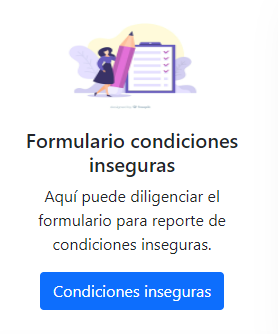 Formulario condiciones
inseguras
Aquí puede diligenciar el
formulario para reporte de
condiciones inseguras.
Condiciones inseguras